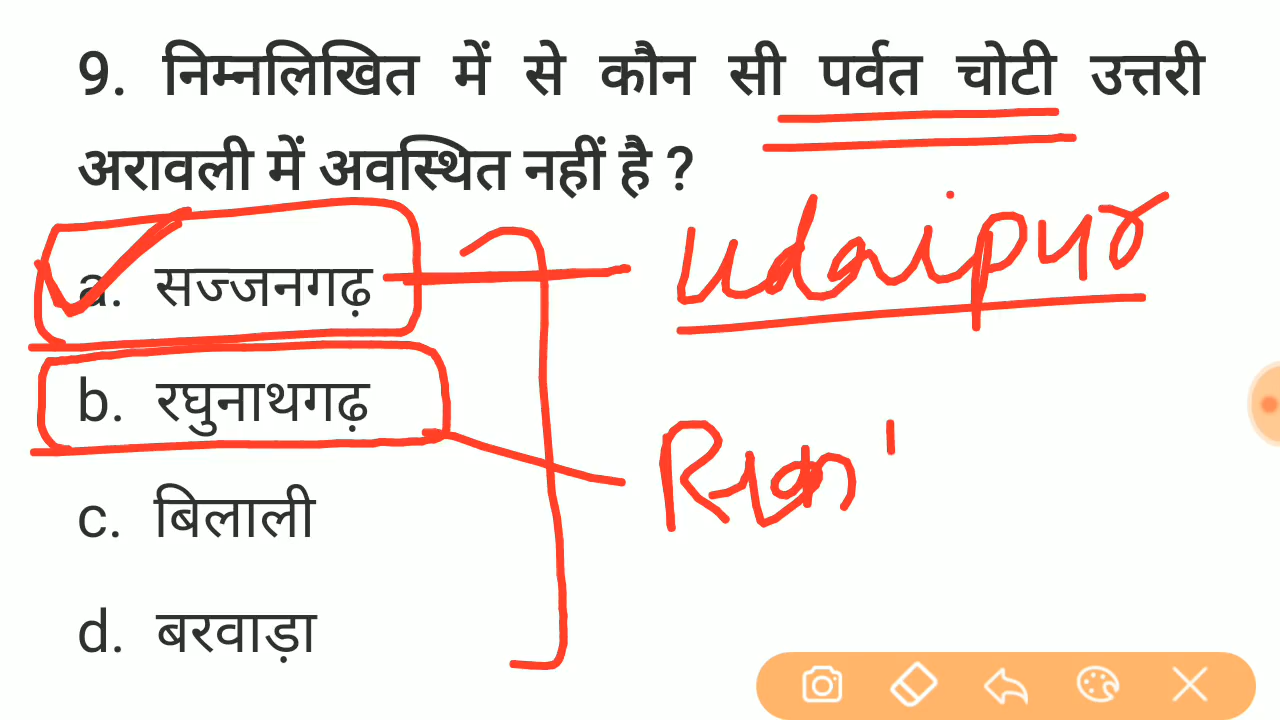 9. निम्नलिखित में से कौन सी पर्वत चोटी उत्तरी
अरावली में अवस्थित नहीं है ?
a. सज्जनगढ़
Udaipur
b. रघुनाथगढ़
c. बिलाली
d. बरवाड़ा